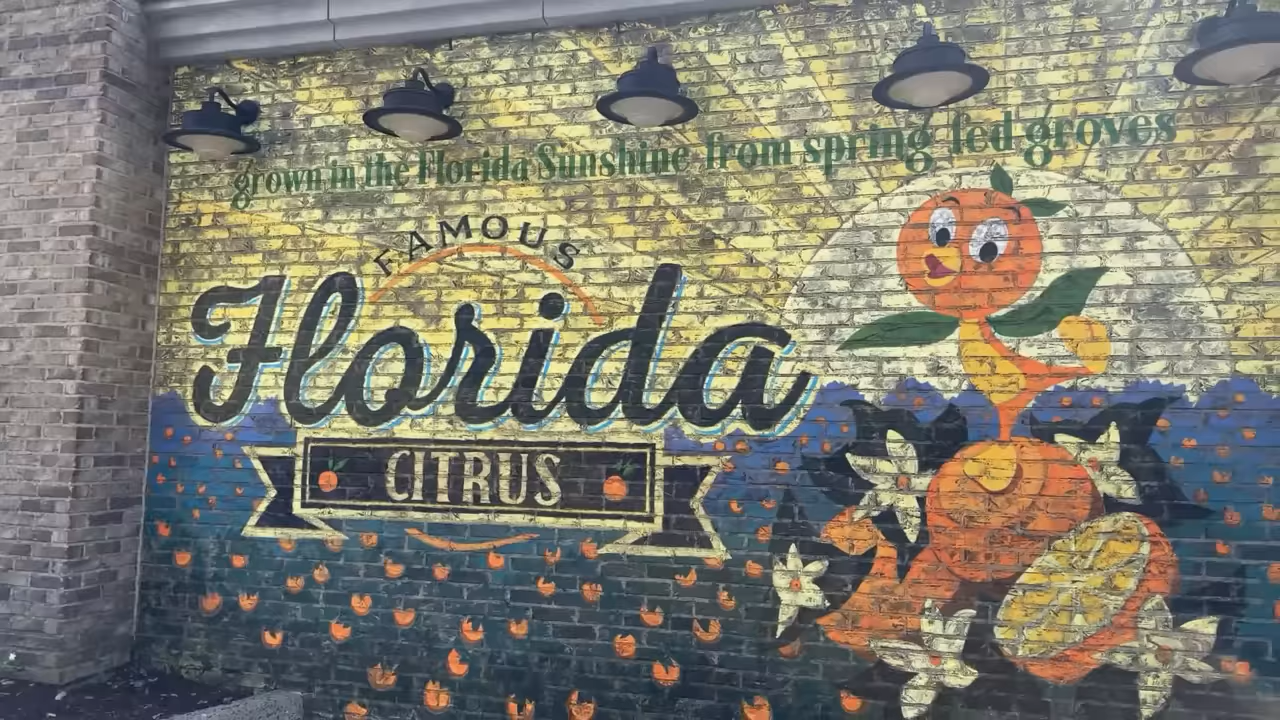 grown in the Florida Sunshine from spring fed groves
FAMOUS
Florida
CITRUS